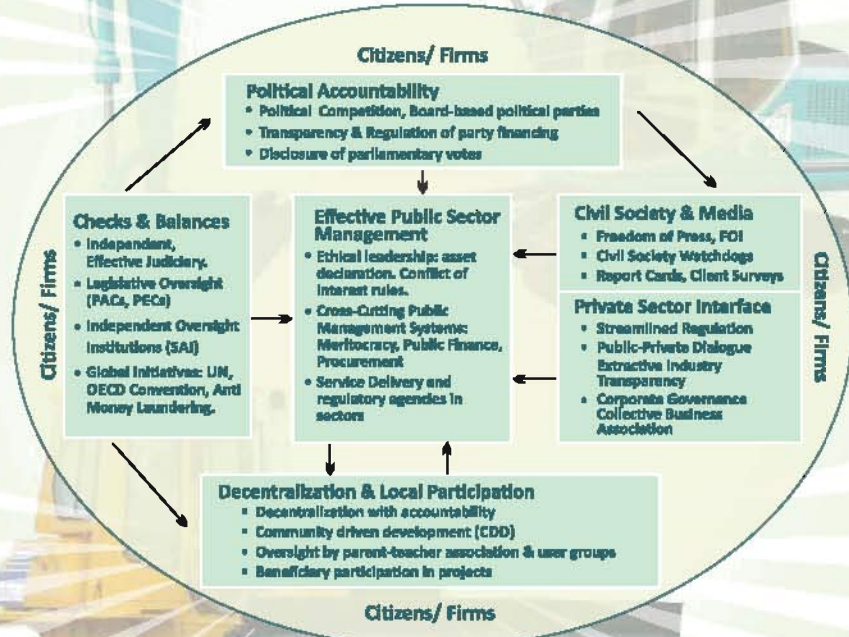 Citizens/ Firms
Political Accountability
• Political Competition, Board-based political parties
• Transparency & Regulation of party financing
• Disclosure of parliamentary votes
Citizens/ Firms
Checks & Balances
• Independent,
Effective Judiciary.
• Legislative Oversight
(PACs, PECs)
• Independent Oversight
Institutions (SAI)
• Global Initiatives: UN,
OECD Convention, Anti
Money Laundering.
Effective Public Sector
Management
• Ethical leadership: asset
declaration. Conflict of
interest rules.
• Cross-Cutting Public
Management Systems:
Meritocracy, Public Finance,
Procurement
• Service Delivery and
regulatory agencies in
sectors
Civil Society & Media
▪ Freedom of Press, FOI
▪ Civil Society Watchdogs
▪ Report Cards, Client Surveys
Private Sector Interface
▪ Streamlined Regulation
• Public-Private Dialogue
Extractive Industry
Transparency
• Corporate Governance
Collective Business
Association
Citizens/ Firms
Decentralization & Local Participation
▪ Decentralization with accountability
▪ Community driven development (CDD)
▪ Oversight by parent-teacher association & user groups
▪ Beneficiary participation in projects
Citizens/ Firms